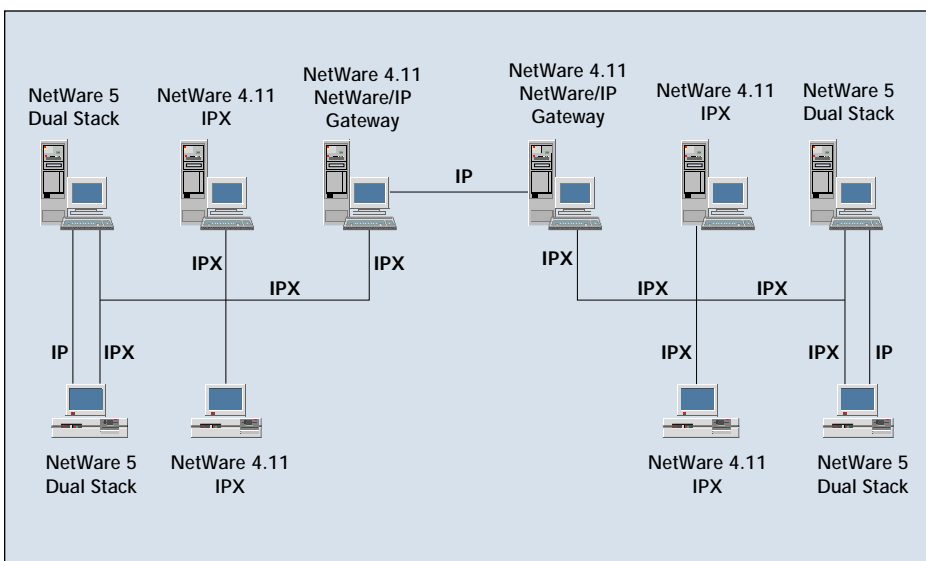 NetWare 5
Dual Stack
NetWare 4.11
IPX
NetWare 4.11
NetWare/IP
Gateway
NetWare 4.11
NetWare/IP
Gateway
NetWare 4.11
IPX
NetWare 5
Dual Stack
IP
IPX
IPX
IPX
IPX
IPX
IPX
IP
IPX
IPX
IPX
IP
NetWare 5
Dual Stack
NetWare 4.11
IPX
NetWare 4.11
IPX
NetWare 5
Dual Stack